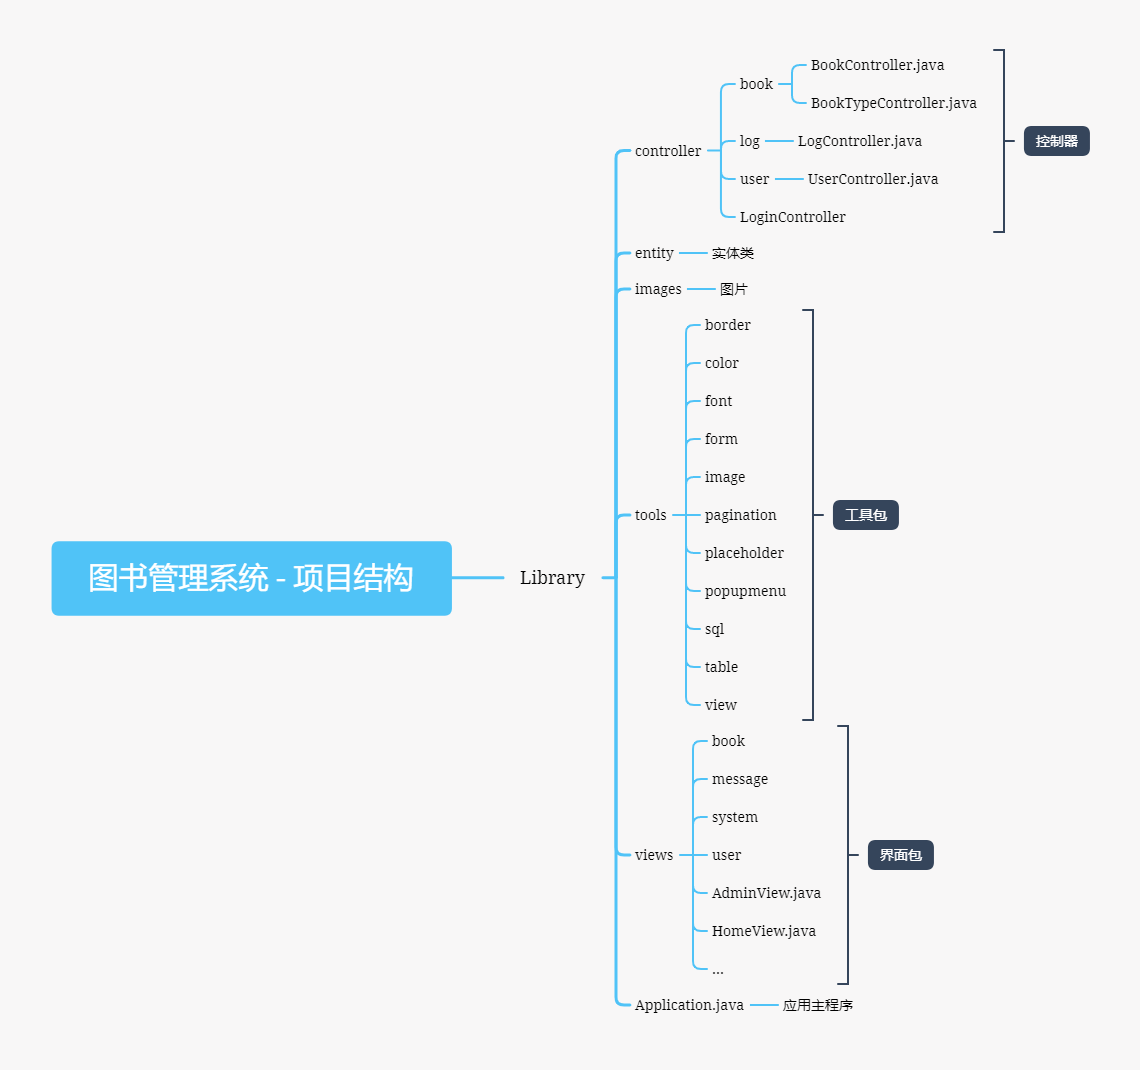 图书管理系统 - 项目结构
Library
controller
book
BookController.java
BookTypeController.java
log
LogController.java
user
UserController.java
LoginController
控制器
entity
实体类
images
图片
tools
border
color
font
form
image
pagination
placeholder
popupmenu
sql
table
view
工具包
views
book
message
system
user
AdminView.java
HomeView.java
...
界面包
Application.java
应用主程序